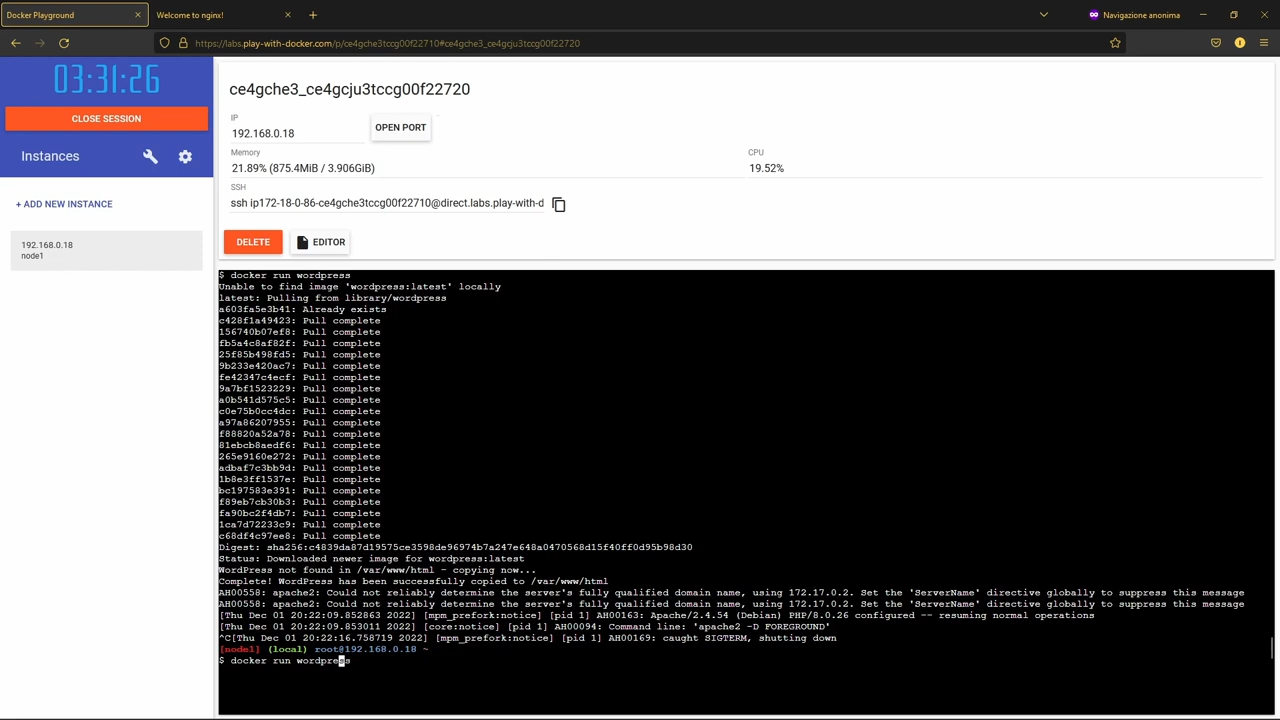 Docker Playground
Welcome to nginx!
Navigazione anonima
https://labs.play-with-docker.com/p/ce4gche3tccg00f22710#ce4gche3_ce4gcju3tccg00f22720
03:31:26
CLOSE SESSION
Instances
+ ADD NEW INSTANCE
192.168.0.18
node1
ce4gche3_ce4gcju3tccg00f22720
IP
192.168.0.18
OPEN PORT
Memory
21.89% (875.4MiB / 3.906GiB)
CPU
19.52%
SSH
ssh ip172-18-0-86-ce4gche3tccg00f22710@direct.labs.play-with-d
DELETE
EDITOR
$ docker run wordpress
Unable to find image 'wordpress:latest' locally
latest: Pulling from library/wordpress
a603fa5e3b41: Already exists
c428f1a49423: Pull complete
156740b07ef8: Pull complete
fb5a4c8af82f: Pull complete
25f85b498fd5: Pull complete
9b233e420ac7: Pull complete
fe42347c4ecf: Pull complete
9a7bf1523229: Pull complete
a0b541d575c5: Pull complete
c0e75b0cc4dc: Pull complete
a97a86207955: Pull complete
f88820a52a78: Pull complete
81ebcb8aedf6: Pull complete
265e9160e272: Pull complete
adbaf7c3bb9d: Pull complete
1b8e3ff1537e: Pull complete
bc197583e391: Pull complete
f89eb7cb30b3: Pull complete
fa90bc2f4db7: Pull complete
1ca7d72233c9: Pull complete
c68df4c97ee8: Pull complete
Digest: sha256:c4839da87d19575ce3598de96974b7a247e648a0470568d15f40ff0d95b98d30
Status: Downloaded newer image for wordpress:latest
WordPress not found in /var/www/html - copying now...
Complete! WordPress has been successfully copied to /var/www/html
AH00558: apache2: Could not reliably determine the server's fully qualified domain name, using 172.17.0.2. Set the 'ServerName' directive globally to suppress this message
AH00558: apache2: Could not reliably determine the server's fully qualified domain name, using 172.17.0.2. Set the 'ServerName' directive globally to suppress this message
[Thu Dec 01 20:22:09.852863 2022] [mpm_prefork:notice] [pid 1] AH00163: Apache/2.4.54 (Debian) PHP/8.0.26 configured -- resuming normal operations
[Thu Dec 01 20:22:09.853011 2022] [core:notice] [pid 1] AH00094: Command line: 'apache2 -D FOREGROUND'
^C[Thu Dec 01 20:22:16.758719 2022] [mpm_prefork:notice] [pid 1] AH00169: caught SIGTERM, shutting down
[node1] (local) root@192.168.0.18 ~
$ docker run wordpress